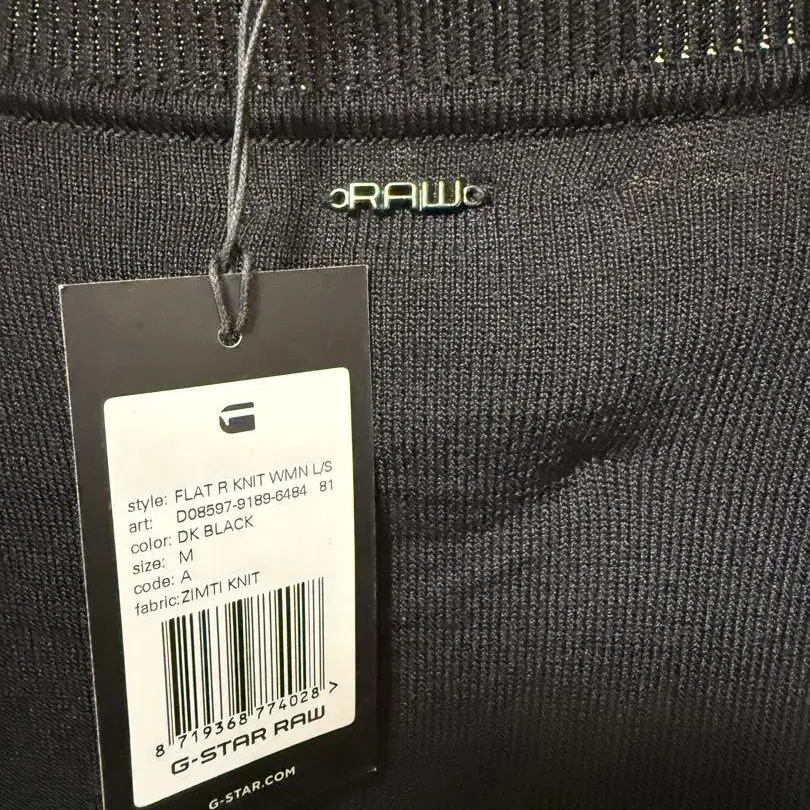 RAW
style: FLAT R KNIT WMN L/S
art: D08597-9189-6484 81
color: DK BLACK
size: M
code: A
fabric: ZIMTI KNIT
8 719368 774028 >
G-STAR RAW
G-STAR.COM